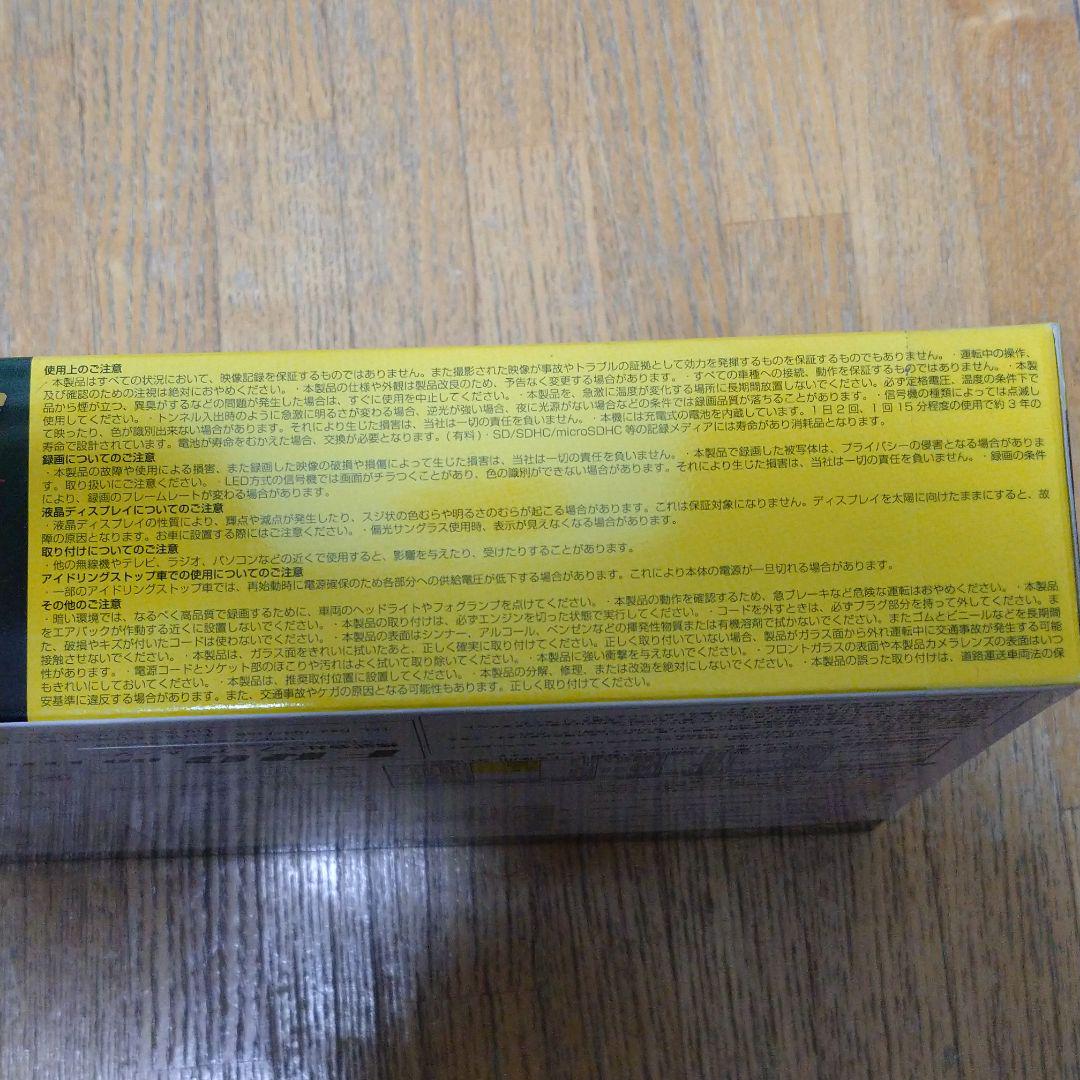 使用上のご注意
・本製品はすべての状況において、映像記録を保証するものではありません。また撮影された映像が事故やトラブルの証拠として効力を発揮するものを保証するものでもありません。・運転中の操作、
及び確認のための注視は絶対におやめください。・本製品の仕様や外観は製品改良のため、予告なく変更する場合があります。・すべての車種への接続、動作を保証するものではありません。・本製
品から煙が立つ、異臭がするなどの問題が発生した場合は、すぐに使用を中止してください。・本製品を、急激に温度が変化する場所に長期間放置しないでください。必ず定格電圧、温度の条件下で
使用してください。・トンネル入出時のように急激に明るさが変わる場合、逆光が強い場合、夜に光源がない場合などの条件では録画品質が落ちることがあります。・信号機の種類によっては点滅し
て映ったり、色が識別出来ない場合があります。それにより生じた損害は、当社は一切の責任を負いません。・本機には充電式の電池を内蔵しています。1日2回、1回15分程度の使用で約3年の
寿命で設計されています。電池が寿命をむかえた場合、交換が必要となります。(有料)・SD/SDHC/microSDHC等の記録メディアには寿命があり消耗品となります。
録画についてのご注意
・本製品の故障や使用による損害、また録画した映像の破損や損傷によって生じた損害は、当社は一切の責任を負いません。・本製品で録画した被写体は、プライバシーの侵害となる場合がありま
す。取り扱いにご注意ください。・LED方式の信号機では画面がチラつくことがあり、色の識別ができない場合があります。それにより生じた損害は、当社は一切の責任を負いません。・録画の条件
により、録画のフレームレートが変わる場合があります。
液晶ディスプレイについてのご注意
・液晶ディスプレイの性質により、輝点や減点が発生したり、スジ状の色むらや明るさのむらが起こる場合があります。これは保証対象になりません。ディスプレイを太陽に向けたままにすると、故
障の原因となります。お車に設置する際にはご注意ください。・偏光サングラス使用時、表示が見えなくなる場合があります。
取り付けについてのご注意
・他の無線機やテレビ、ラジオ、パソコンなどの近くで使用すると、影響を与えたり、受けたりすることがあります。
アイドリングストップ車での使用についてのご注意
・一部のアイドリングストップ車では、再始動時に電源確保のため各部分への供給電圧が低下する場合があります。これにより本体の電源が一旦切れる場合があります。
その他のご注意
・暗い環境では、なるべく高品質で録画するために、車両のヘッドライトやフォグランプを点けてください。・本製品の動作を確認するため、急ブレーキなど危険な運転はおやめください。・本製品
をエアバックが作動する近くに設置しないでください。・本製品の取り付けは、必ずエンジンを切った状態で実行してください。・コードを外すときは、必ずプラグ部分を持って外してください。ま
た、破損やキズが付いたコードは使わないでください。・本製品の表面はシンナー、アルコール、ベンゼンなどの揮発性物質または有機溶剤で拭かないでください。またゴムとビニールなどを長期間
接触させないでください。・本製品は、ガラス面をきれいに拭いたあと、正しく確実に取り付けてください。正しく取り付いていない場合、製品がガラス面から外れ運転中に交通事故が発生する可能
性があります。・電源コードとソケット部のほこりや汚れはよく拭いて取り除いてください。・本製品に強い衝撃を与えないでください。・フロントガラスの表面や本製品カメラレンズの表面はいつ
もきれいにしておいてください。・本製品は、推奨取付位置に設置してください。・本製品の分解、修理、または改造を絶対にしないでください。・本製品の誤った取り付けは、道路運送車両法の保
安基準に違反する場合があります。また、交通事故やケガの原因となる可能性もあります。正しく取り付けてください。